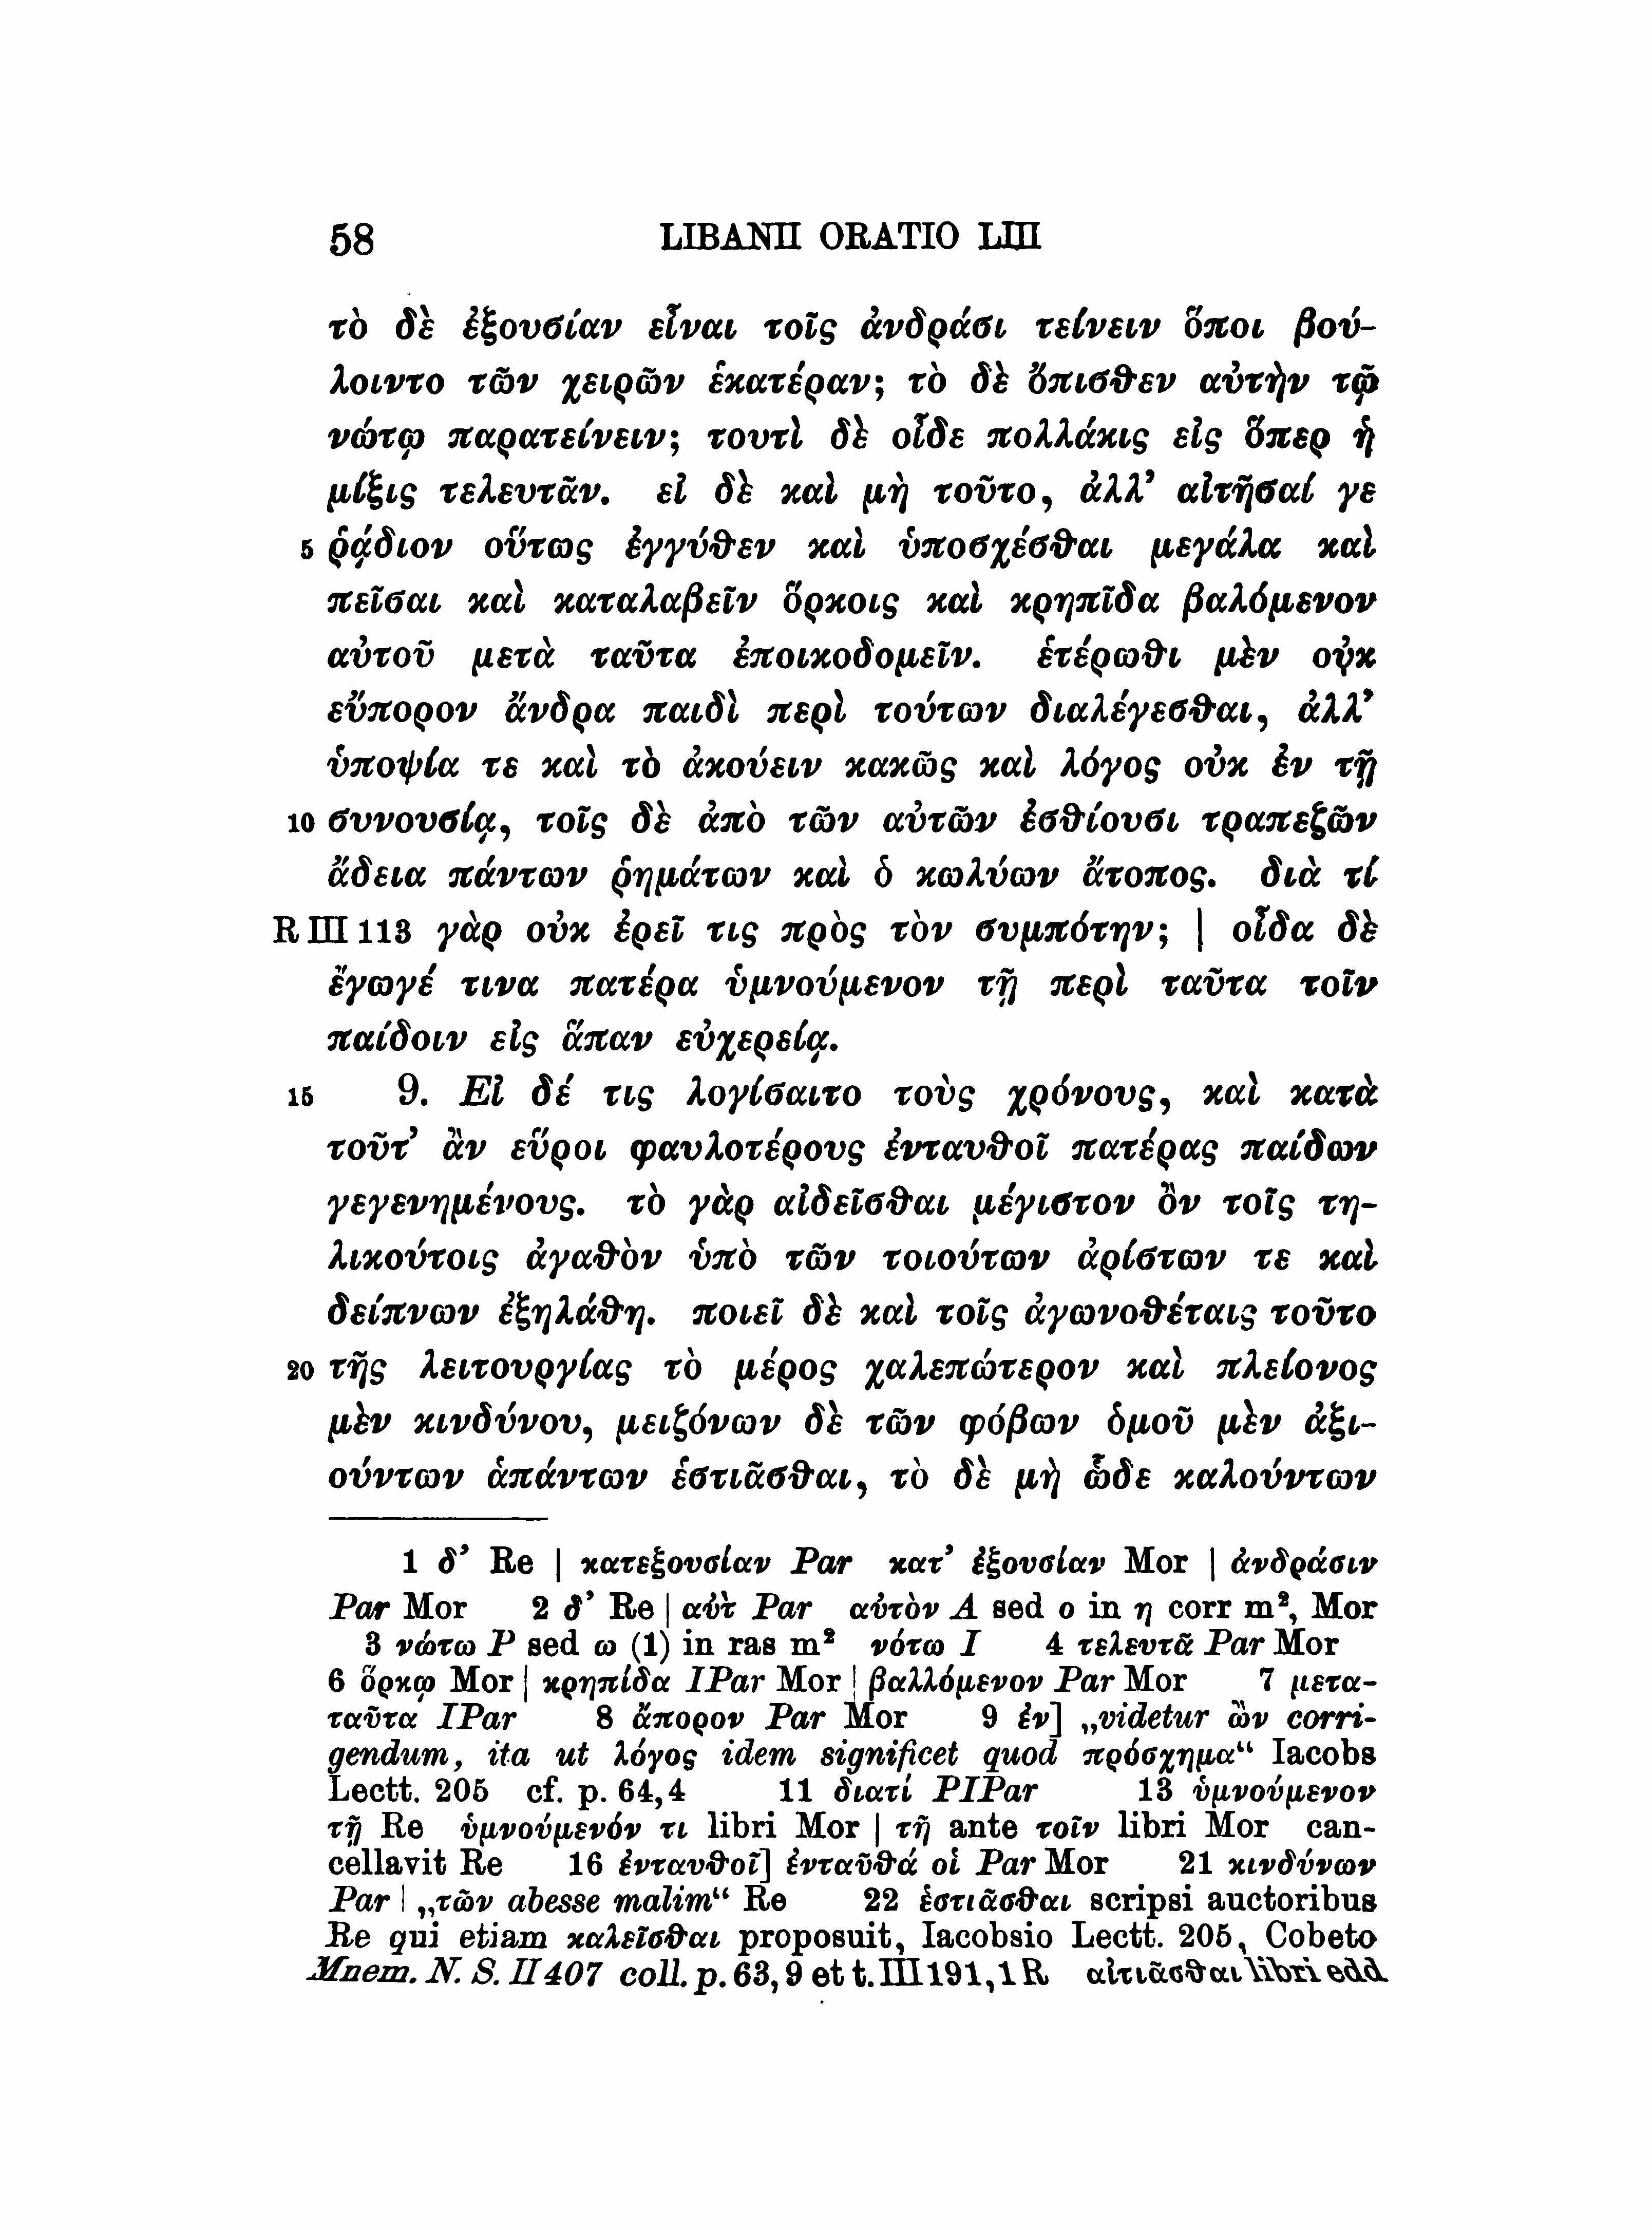 58 LIBANII ORATIO LIII
τὸ δὲ ἐξουσίαν εἶναι τοῖς ἀνδράσι τείνειν ὅποι βού-
λοιντο τῶν χειρῶν ἑκατέραν; τὸ δὲ ὄπισθεν αὐτὴν τῷ
νώτῳ παρατείνειν; τουτὶ δὲ οἶδε πολλάκις εἰς ὅπερ ἡ
μίξις τελευτᾶν. εἰ δὲ καὶ μὴ τοῦτο, ἀλλ’ αἰτῆσαί γε
5 ῥᾴδιον οὕτως ἐγγύθεν καὶ ὑποσχέσθαι μεγάλα καὶ
πεῖσαι καὶ καταλαβεῖν ὅρκοις καὶ κρηπῖδα βαλόμενον
αὐτοῦ μετὰ ταῦτα ἐποικοδομεῖν. ἑτέρωθι μὲν οὐκ
εὔπορον ἄνδρα παιδὶ περὶ τούτων διαλέγεσθαι, ἀλλ’
ὑποψία τε καὶ τὸ ἀκούειν κακῶς καὶ λόγος οὐκ ἐν τῇ
10 συνουσίᾳ, τοῖς δὲ ἀπὸ τῶν αὐτῶν ἐσθίουσι τραπεζῶν
ἄδεια πάντων ῥημάτων καὶ ὁ κωλύων ἄτοπος. διὰ τί
R III 113 γὰρ οὐκ ἐρεῖ τις πρὸς τὸν συμπότην; | οἶδα δὲ
ἔγωγέ τινα πατέρα ὑμνούμενον τῇ περὶ ταῦτα τοῖν
παίδοιν εἰς ἅπαν εὐχερείᾳ.
15 9. Εἰ δέ τις λογίσαιτο τοὺς χρόνους, καὶ κατὰ
τοῦτ’ ἂν εὕροι φαυλοτέρους ἐνταυθοῖ πατέρας παίδων
γεγενημένους. τὸ γὰρ αἰδεῖσθαι μέγιστον ὂν τοῖς τη-
λικούτοις ἀγαθὸν ὑπὸ τῶν τοιούτων ἀρίστων τε καὶ
δείπνων ἐξηλάθη. ποιεῖ δὲ καὶ τοῖς ἀγωνοθέταις τοῦτο
20 τῆς λειτουργίας τὸ μέρος χαλεπώτερον καὶ πλείονος
μὲν κινδύνου, μειζόνων δὲ τῶν φόβων ὁμοῦ μὲν ἀξι-
ούντων ἁπάντων ἑστιᾶσθαι, τὸ δὲ μὴ ὧδε καλούντων
1 δ’ Re | κατεξουσίαν Par κατ’ ἐξουσίαν Mor | ἀνδράσιν
Par Mor 2 δ’ Re | αὐτ Par αὐτὸν A sed ο in η corr m², Mor
3 νώτω P sed ω (1) in ras m² νότω I 4 τελευτᾶ Par Mor
6 ὅρκῳ Mor | κρηπίδα IPar Mor | βαλλόμενον Par Mor 7 μετα-
ταῦτα IPar 8 ἄπορον Par Mor 9 ἐν] „videtur ὢν corri-
gendum, ita ut λόγος idem significet quod πρόσχημα“ Iacobs
Lectt. 205 cf. p. 64,4 11 διατί PIPar 13 ὑμνούμενον
τῇ Re ὑμνούμενόν τι libri Mor | τῇ ante τοῖν libri Mor can-
cellavit Re 16 ἐνταυθοῖ] ἐνταῦθά οἱ Par Mor 21 κινδύνων
Par | „τῶν abesse malim“ Re 22 ἑστιᾶσθαι scripsi auctoribus
Re qui etiam καλεῖσθαι proposuit, Iacobsio Lectt. 205, Cobeto
Mnem. N. S. II 407 coll. p. 63,9 et t. III 191,1 R αἰτιᾶσθαι libri edd.